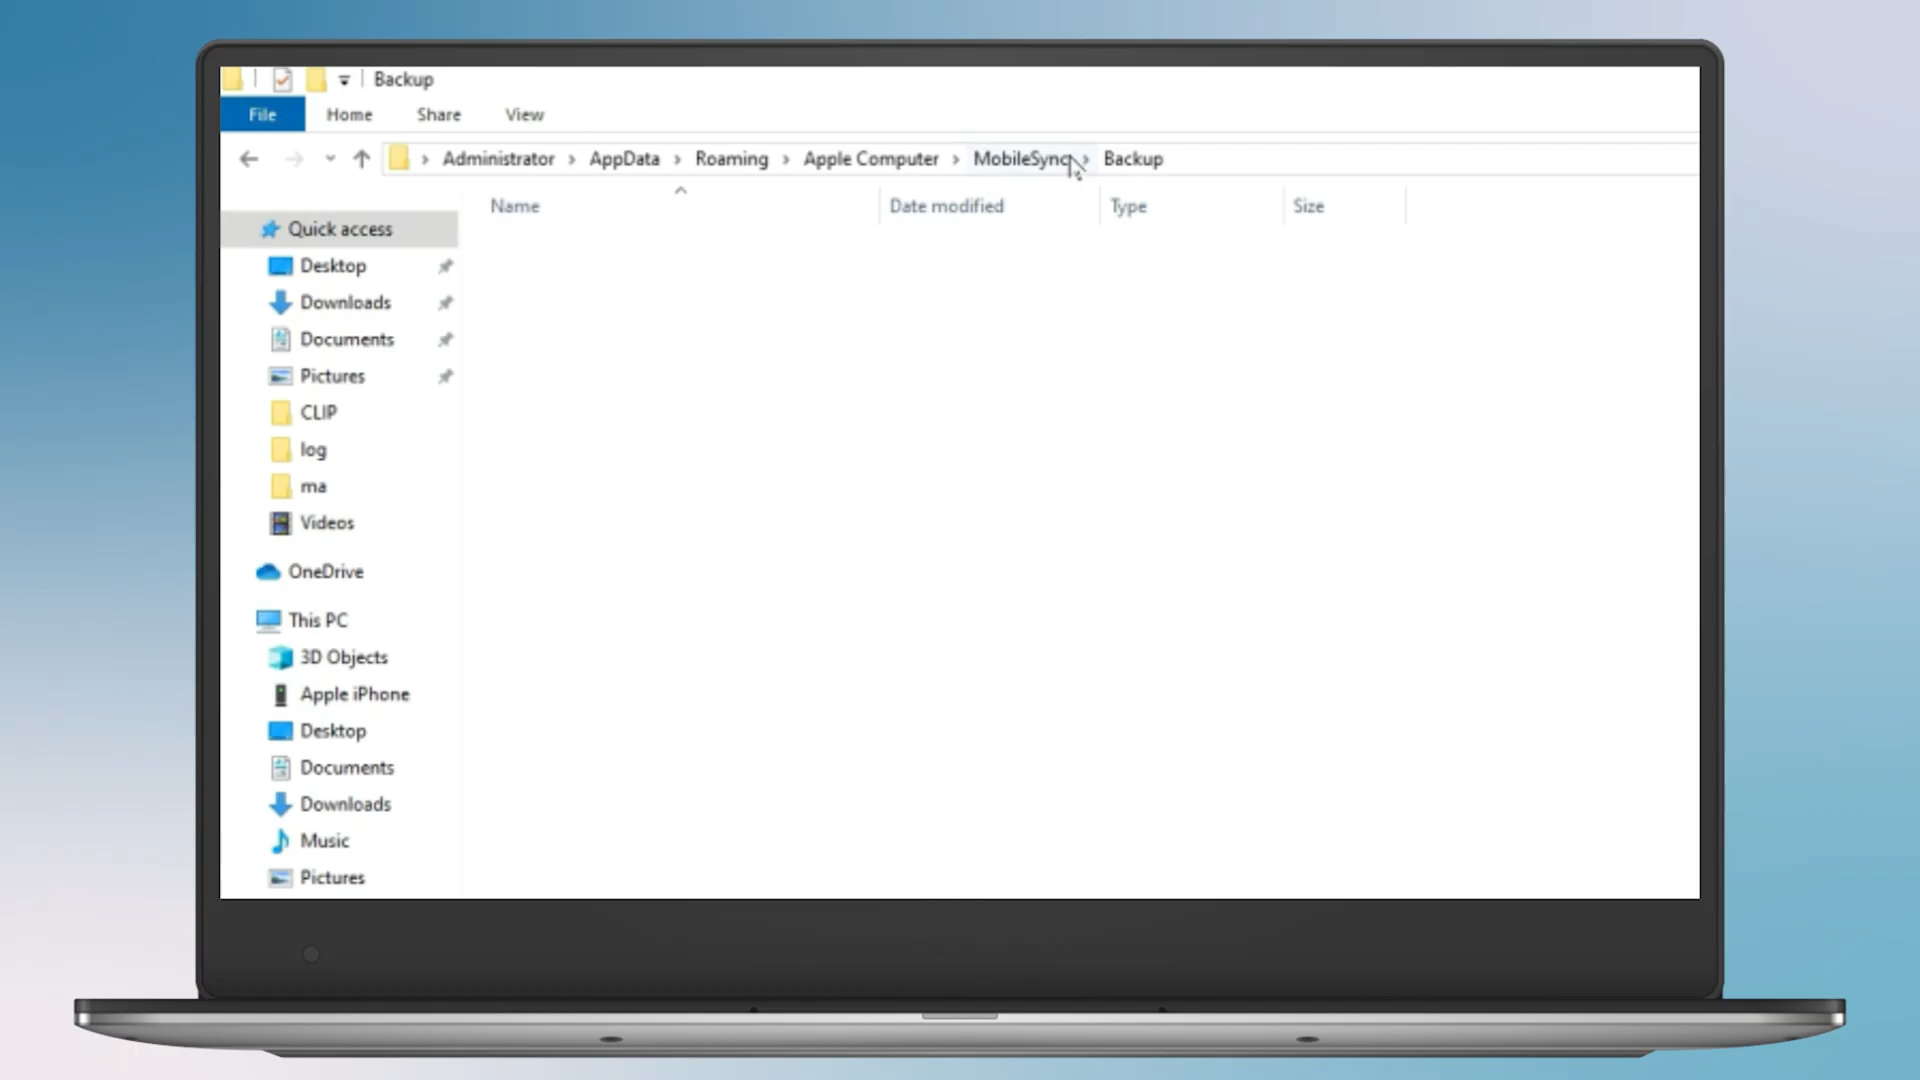 Backup
File Home Share View
Administrator AppData Roaming Apple Computer MobileSync Backup
Name Date modified Type Size
Quick access
Desktop
Downloads
Documents
Pictures
CLIP
log
ma
Videos
OneDrive
This PC
3D Objects
Apple iPhone
Desktop
Documents
Downloads
Music
Pictures